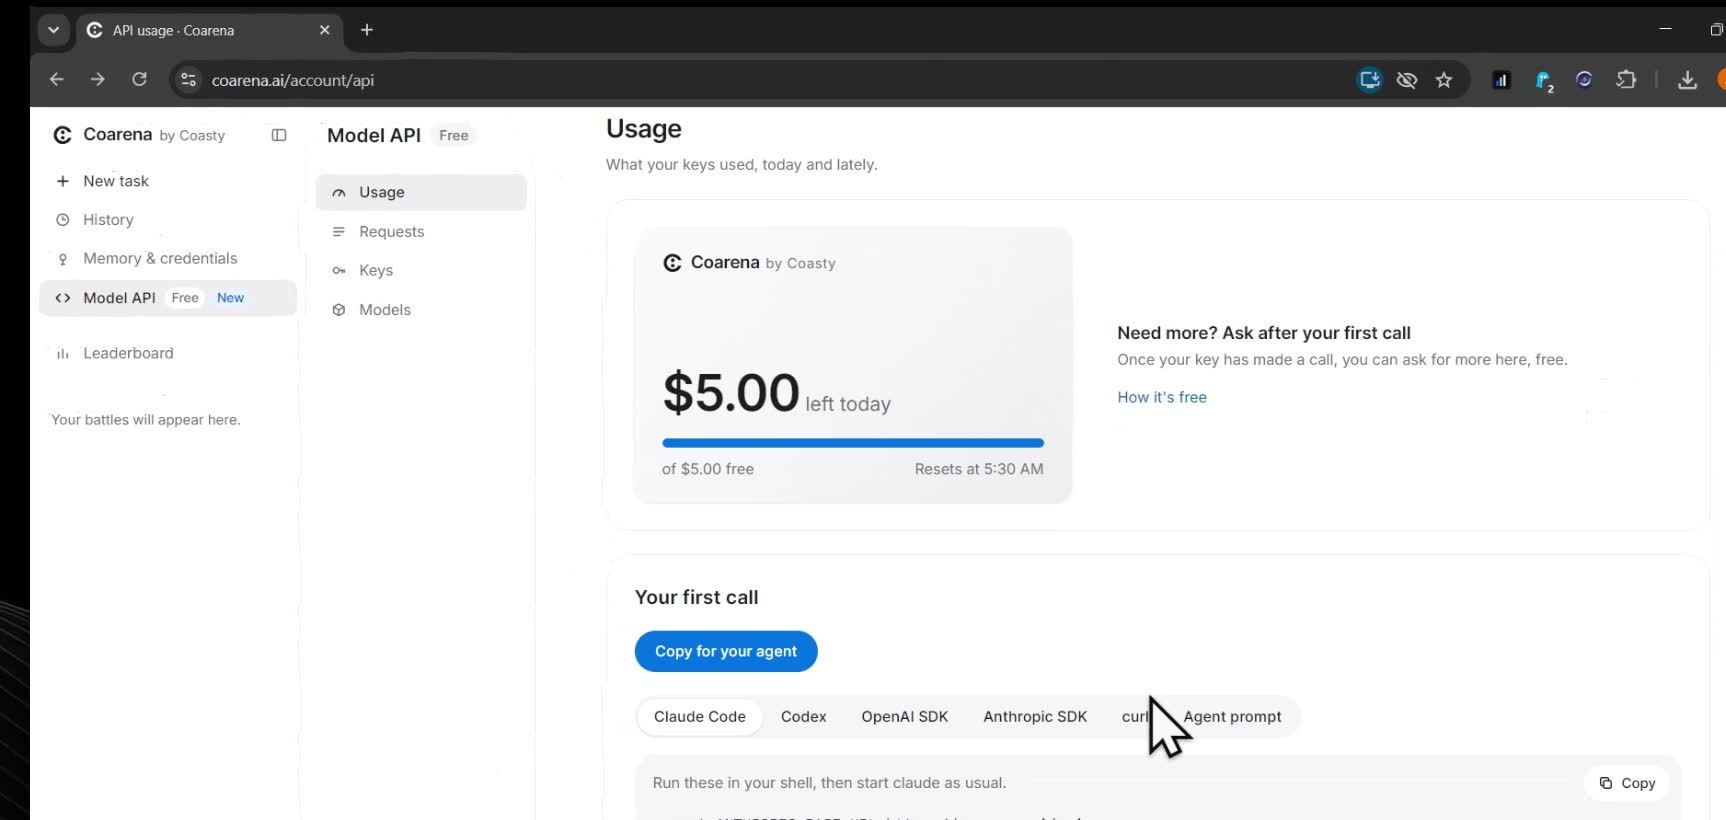 API usage · Coarena
coarena.ai/account/api
2
Coarena by Coasty
New task
History
Memory & credentials
Model API Free New
Leaderboard
Your battles will appear here.
Model API Free
Usage
Requests
Keys
Models
Usage
What your keys used, today and lately.
Coarena by Coasty
$5.00 left today
of $5.00 free
Resets at 5:30 AM
Need more? Ask after your first call
Once your key has made a call, you can ask for more here, free.
How it's free
Your first call
Copy for your agent
Claude Code Codex OpenAI SDK Anthropic SDK curl Agent prompt
Run these in your shell, then start claude as usual.
Copy